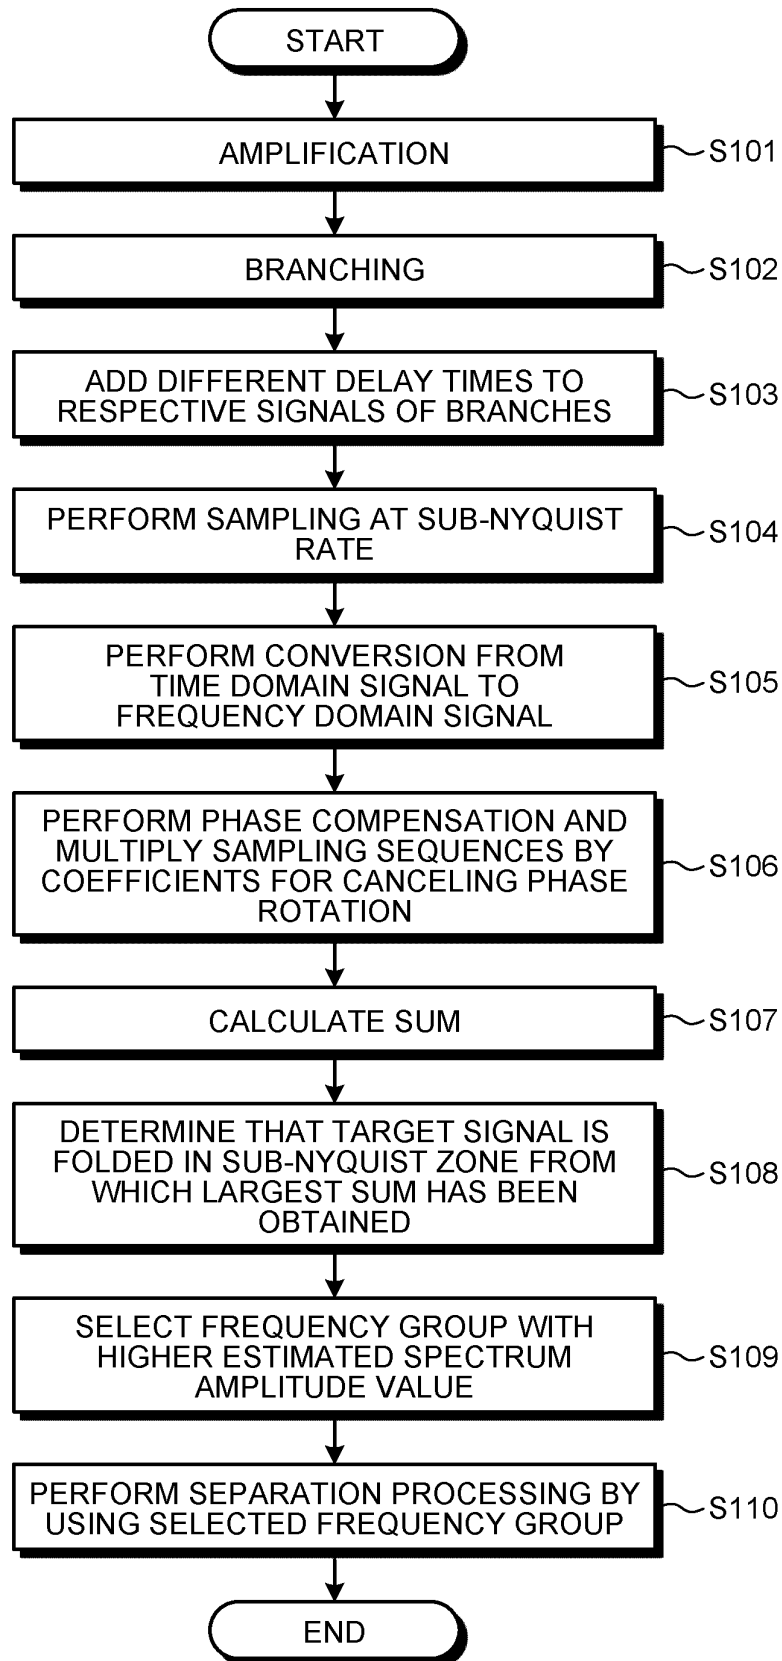 START
AMPLIFICATION
S101
BRANCHING
S102
ADD DIFFERENT DELAY TIMES TO
RESPECTIVE SIGNALS OF BRANCHES
S103
PERFORM SAMPLING AT SUB-NYQUIST
RATE
S104
PERFORM CONVERSION FROM
TIME DOMAIN SIGNAL TO
FREQUENCY DOMAIN SIGNAL
S105
PERFORM PHASE COMPENSATION AND
MULTIPLY SAMPLING SEQUENCES BY
COEFFICIENTS FOR CANCELING PHASE
ROTATION
S106
CALCULATE SUM
S107
DETERMINE THAT TARGET SIGNAL IS
FOLDED IN SUB-NYQUIST ZONE FROM
WHICH LARGEST SUM HAS BEEN
OBTAINED
S108
SELECT FREQUENCY GROUP WITH
HIGHER ESTIMATED SPECTRUM
AMPLITUDE VALUE
S109
PERFORM SEPARATION PROCESSING BY
USING SELECTED FREQUENCY GROUP
S110
END